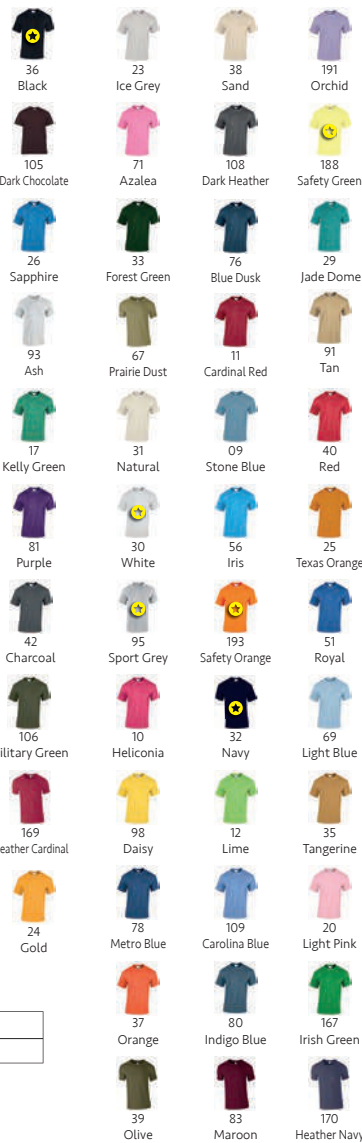 36 23 38 191
Black Ice Grey Sand Orchid
105 71 108 188
Dark Chocolate Azalea Dark Heather Safety Green
26 33 76 29
Sapphire Forest Green Blue Dusk Jade Dome
93 67 11 91
Ash Prairie Dust Cardinal Red Tan
17 31 09 40
Kelly Green Natural Stone Blue Red
81 30 56 25
Purple White Iris Texas Orange
42 95 193 51
Charcoal Sport Grey Safety Orange Royal
106 10 32 69
ilitary Green Heliconia Navy Light Blue
169 98 12 35
eather Cardinal Daisy Lime Tangerine
24 78 109 20
Gold Metro Blue Carolina Blue Light Pink
37 80 167
Orange Indigo Blue Irish Green
39 83 170
Olive Maroon Heather Navy